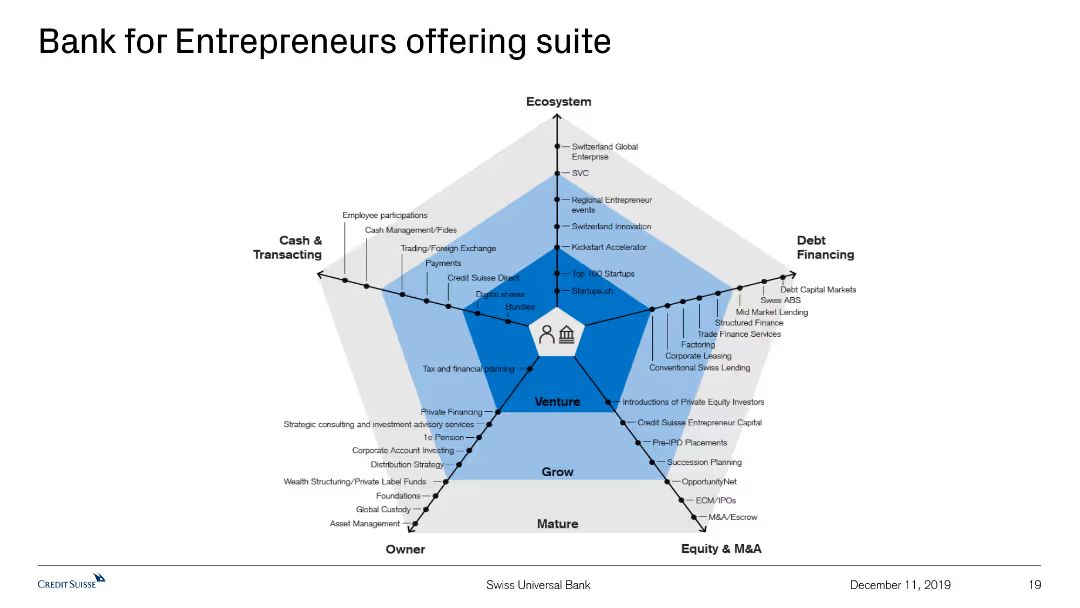 Bank for Entrepreneurs offering suite
Ecosystem
Switzerland Global
Enterprise
SVC
Regional Entrepreneur
events
Switzerland Innovation
Kickstart Accelerator
Top 100 Startups
Startups.ch
Cash &
Transacting
Employee participations
Cash Management/Fides
Trading/Foreign Exchange
Payments
Credit Suisse Direct
Digital shares
Bundles
Debt
Financing
Debt Capital Markets
Swiss ABS
Mid Market Lending
Structured Finance
Trade Finance Services
Factoring
Corporate Leasing
Conventional Swiss Lending
Tax and financial planning
Private Financing
Strategic consulting and investment advisory services
1e Pension
Corporate Account Investing
Distribution Strategy
Wealth Structuring/Private Label Funds
Foundations
Global Custody
Asset Management
Owner
Venture
Grow
Mature
Introductions of Private Equity Investors
Credit Suisse Entrepreneur Capital
Pre-IPO Placements
Succession Planning
OpportunityNet
ECM/IPOs
M&A/Escrow
Equity & M&A
CREDIT SUISSE
Swiss Universal Bank
December 11, 2019
19